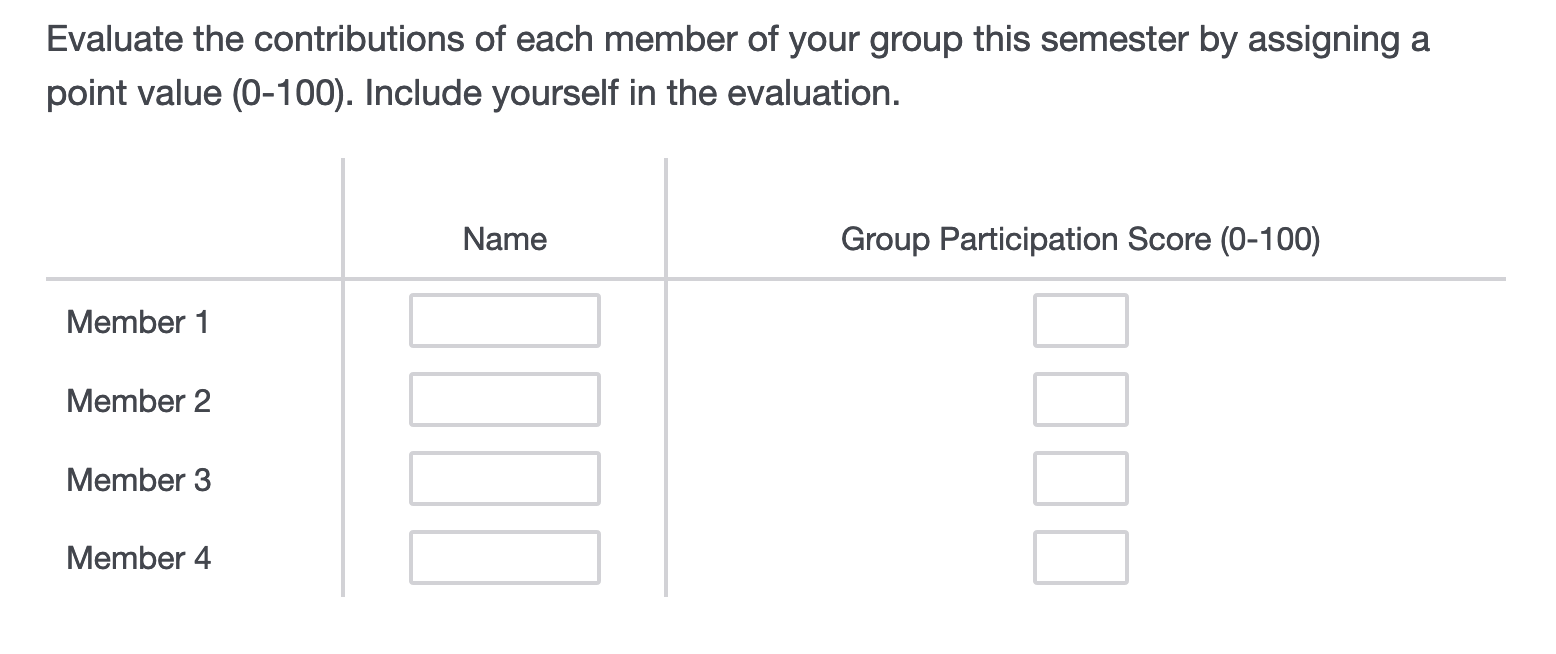 Evaluate the contributions of each member of your group this semester by assigning a
point value (0-100). Include yourself in the evaluation.
Name Group Participation Score (0-100)
Member 1
Member 2
Member 3
Member 4